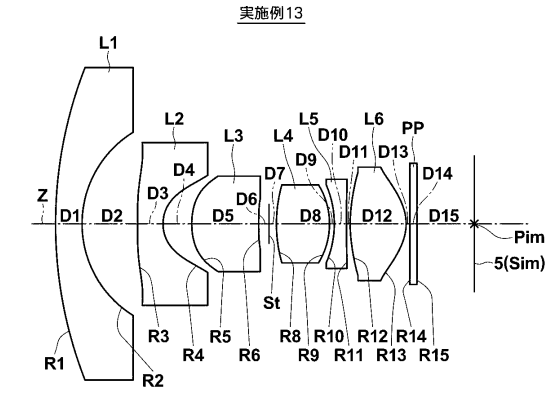 実施例13
L1
L2
L3
L4
L5
D10
L6
D11
PP
D9
D13
D14
D7
D3
D4
D6
Z
D1
D2
D5
D8
D12
D15
Pim
St
5(Sim)
R3
R4
R5
R6
R8
R9
R10
R11
R12
R13
R14
R15
R1
R2